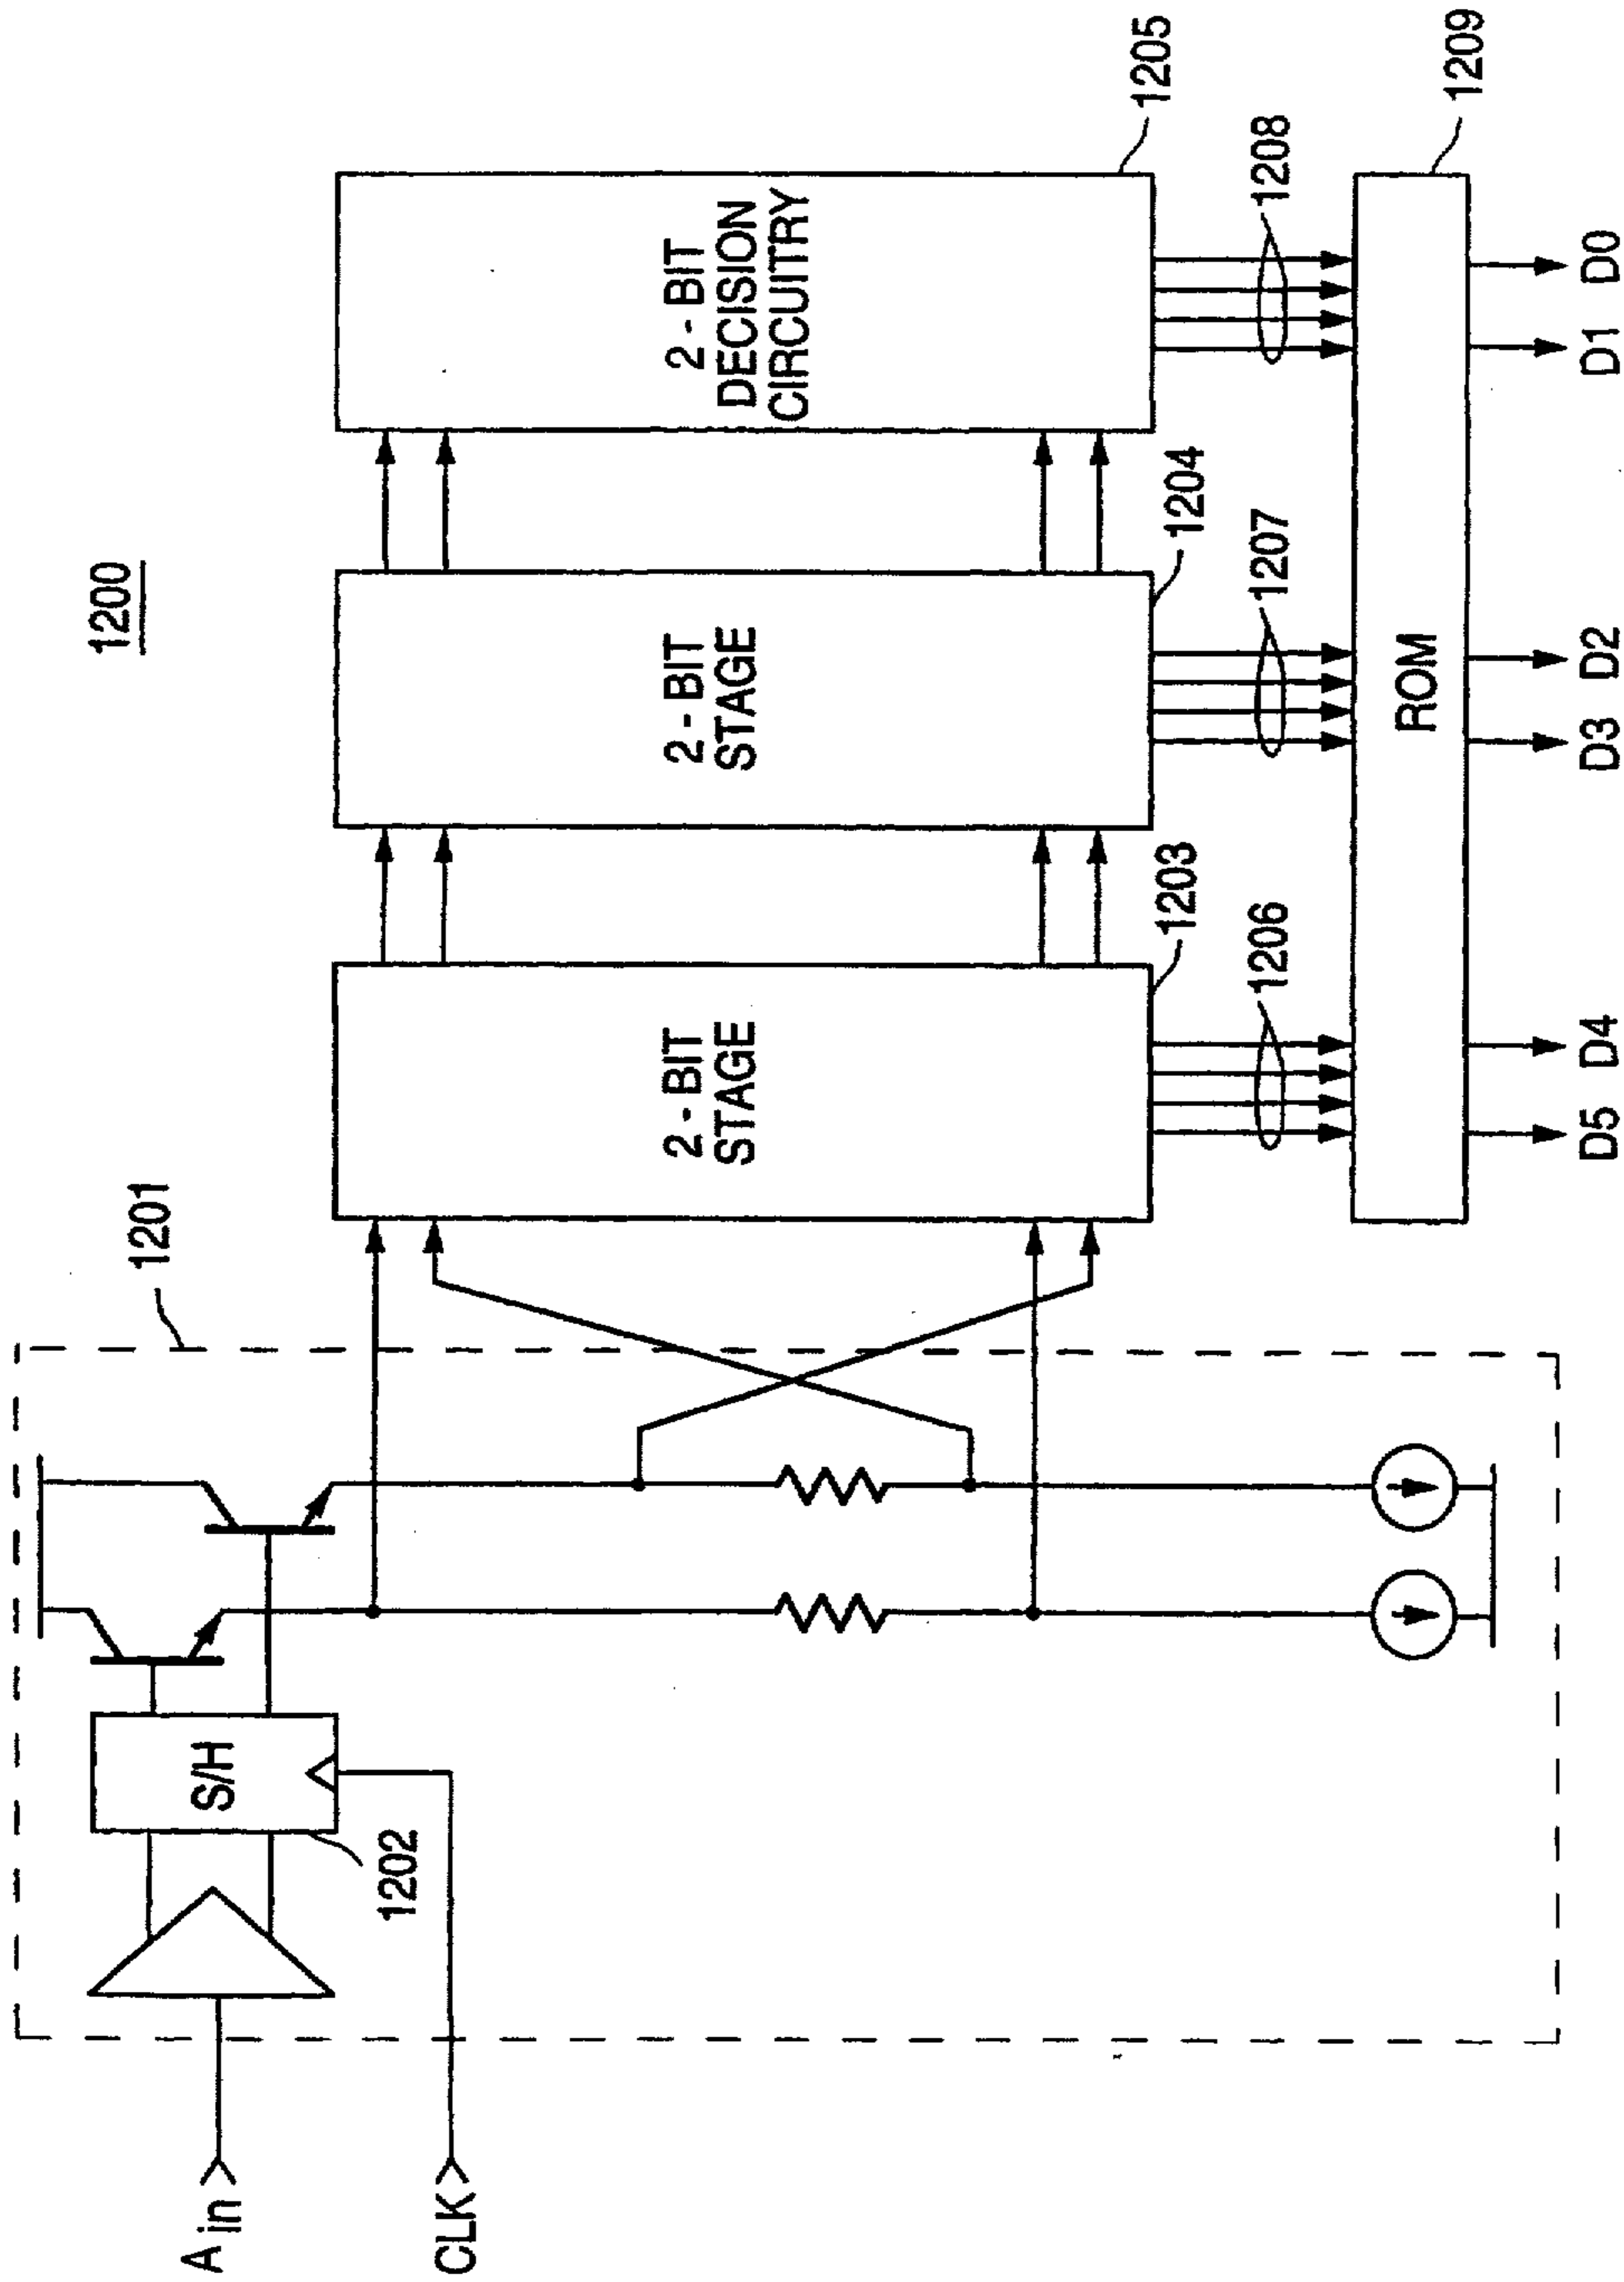 1200
1201
A in
CLK
S/H
1202
2 - BIT
STAGE
1203
2 - BIT
STAGE
1204
2 - BIT
DECISION
CIRCUITRY
1205
1206
1207
1208
ROM
1209
D5
D4
D3
D2
D1
D0